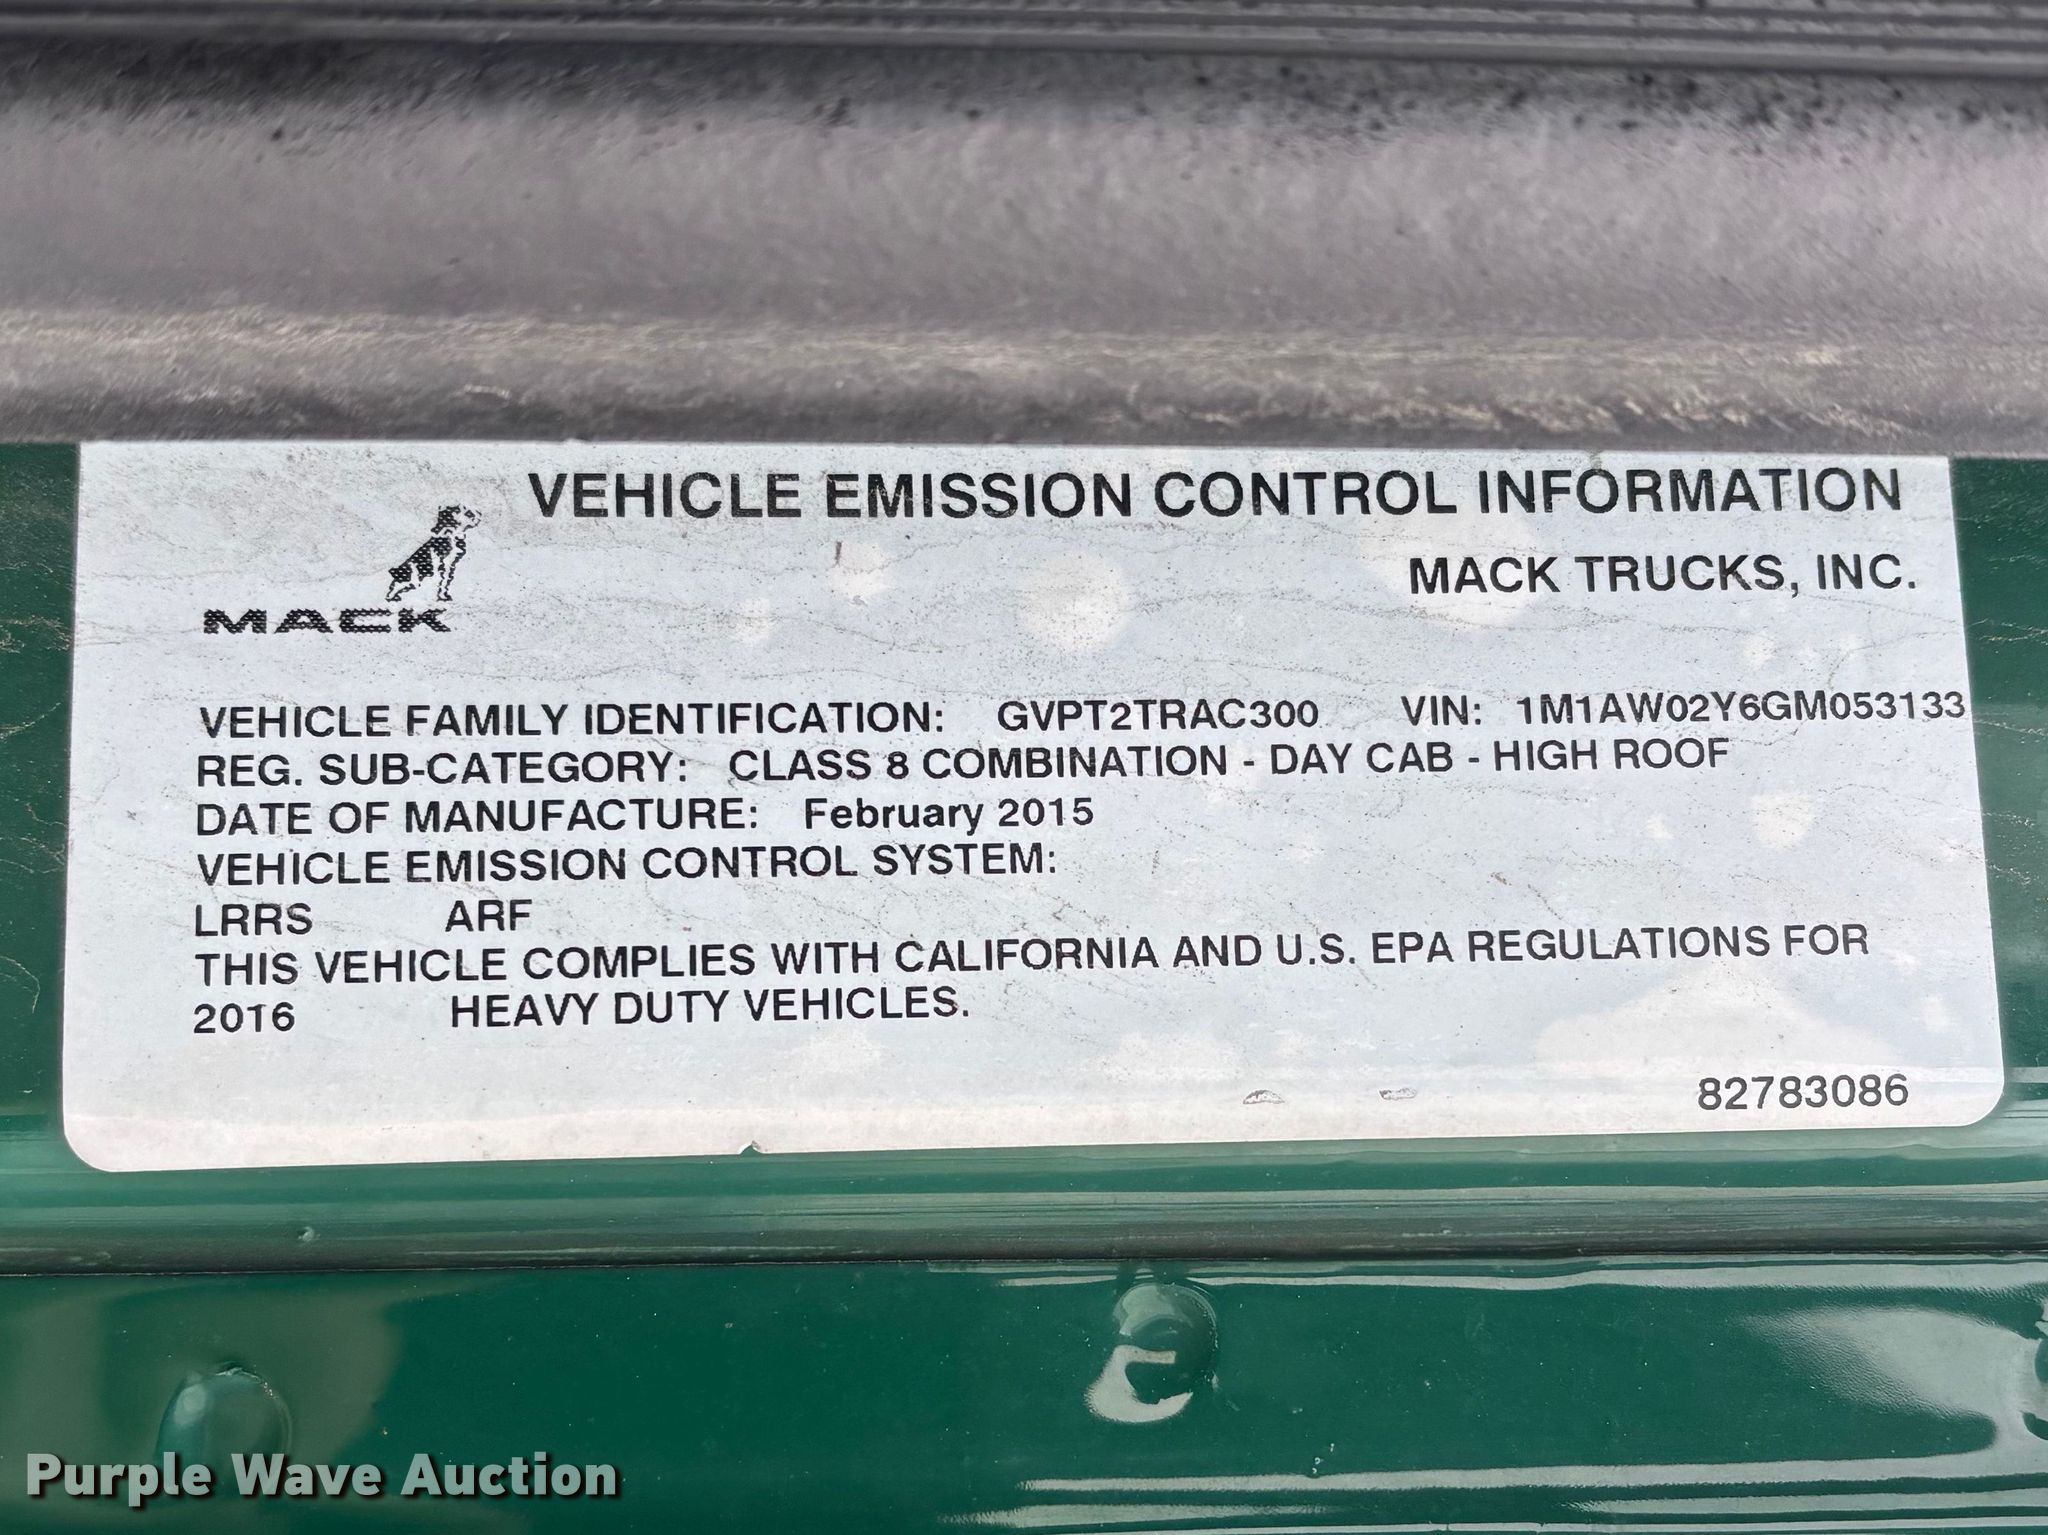 VEHICLE EMISSION CONTROL INFORMATION
MACK TRUCKS, INC.
MACK
VEHICLE FAMILY IDENTIFICATION: GVPT2TRAC300 VIN: 1M1AW02Y6GM053133
REG. SUB-CATEGORY: CLASS 8 COMBINATION - DAY CAB - HIGH ROOF
DATE OF MANUFACTURE: February 2015
VEHICLE EMISSION CONTROL SYSTEM:
LRRS ARF
THIS VEHICLE COMPLIES WITH CALIFORNIA AND U.S. EPA REGULATIONS FOR
2016 HEAVY DUTY VEHICLES.
82783086
Purple Wave Auction